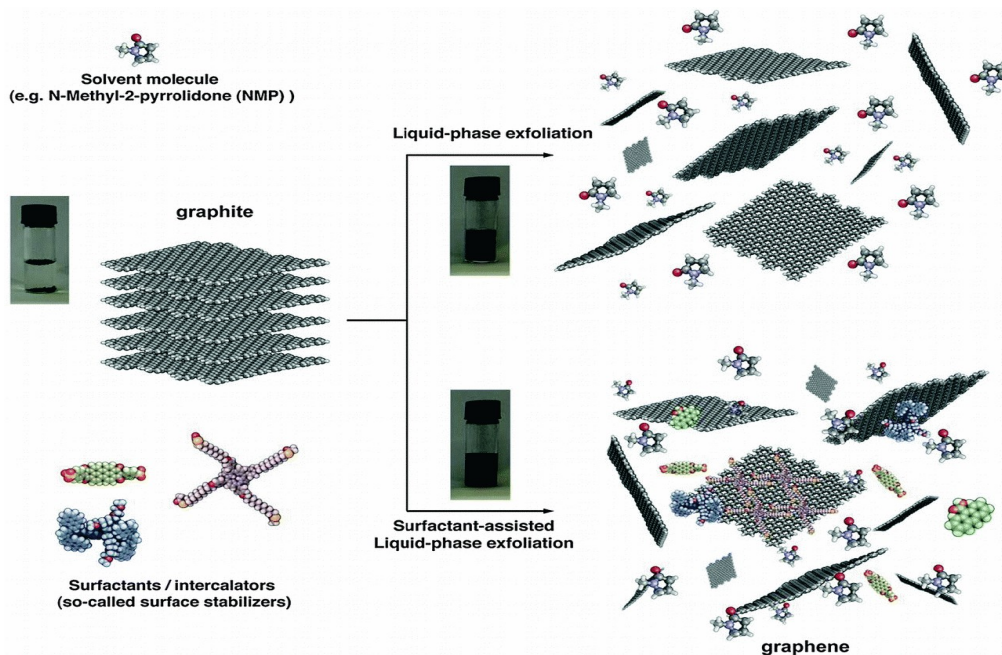 Solvent molecule
(e.g. N-Methyl-2-pyrrolidone (NMP) )
Liquid-phase exfoliation
graphite
Surfactant-assisted
Liquid-phase exfoliation
Surfactants / intercalators
(so-called surface stabilizers)
graphene